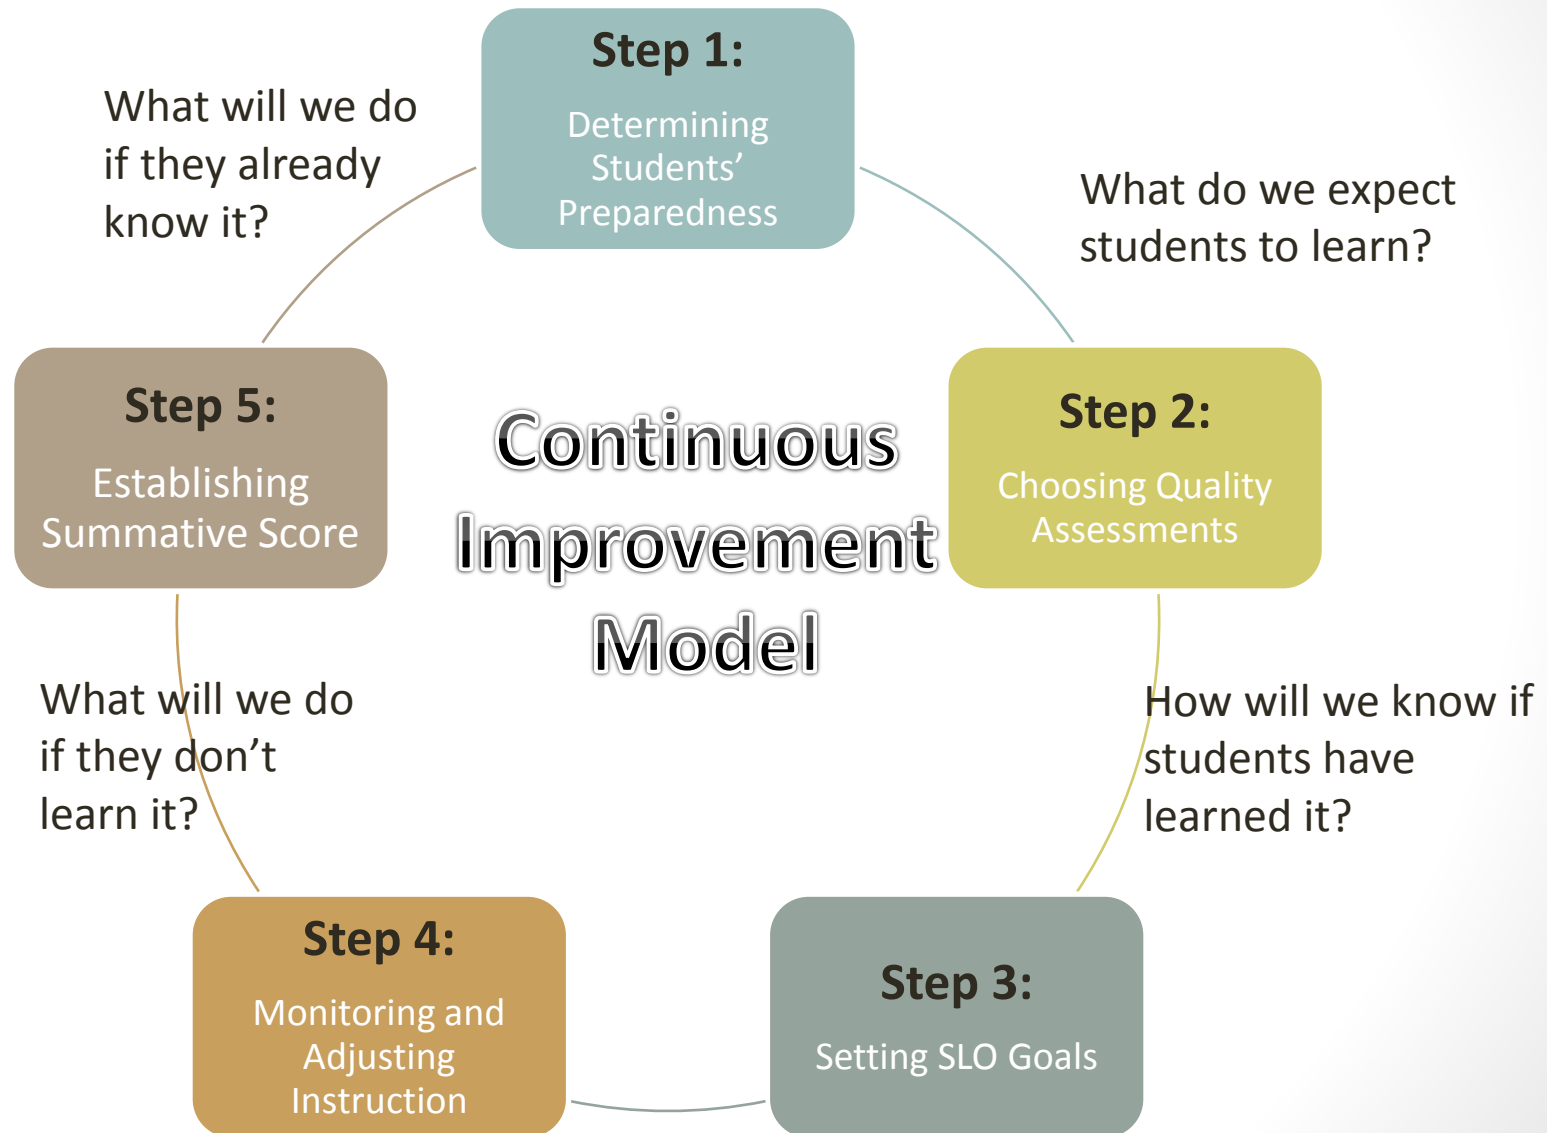 Step 1:
Determining
Students’
Preparedness
What do we expect
students to learn?
Step 2:
Choosing Quality
Assessments
How will we know if
students have
learned it?
Step 3:
Setting SLO Goals
Step 4:
Monitoring and
Adjusting
Instruction
What will we do
if they don’t
learn it?
Step 5:
Establishing
Summative Score
What will we do
if they already
know it?
Continuous
Improvement
Model